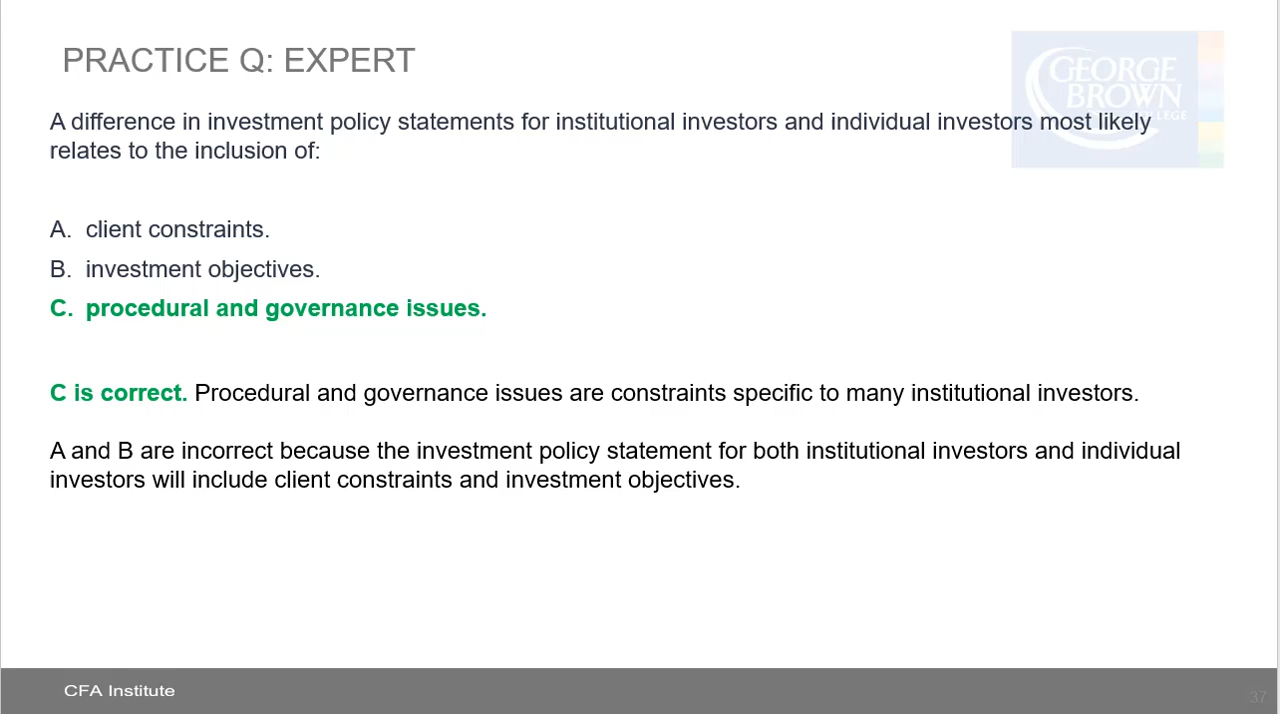 PRACTICE Q: EXPERT
GEORGE
BROWN
A difference in investment policy statements for institutional investors and individual investors most likely
relates to the inclusion of:
A. client constraints.
B. investment objectives.
C. procedural and governance issues.
C is correct. Procedural and governance issues are constraints specific to many institutional investors.
A and B are incorrect because the investment policy statement for both institutional investors and individual
investors will include client constraints and investment objectives.
CFA Institute
37